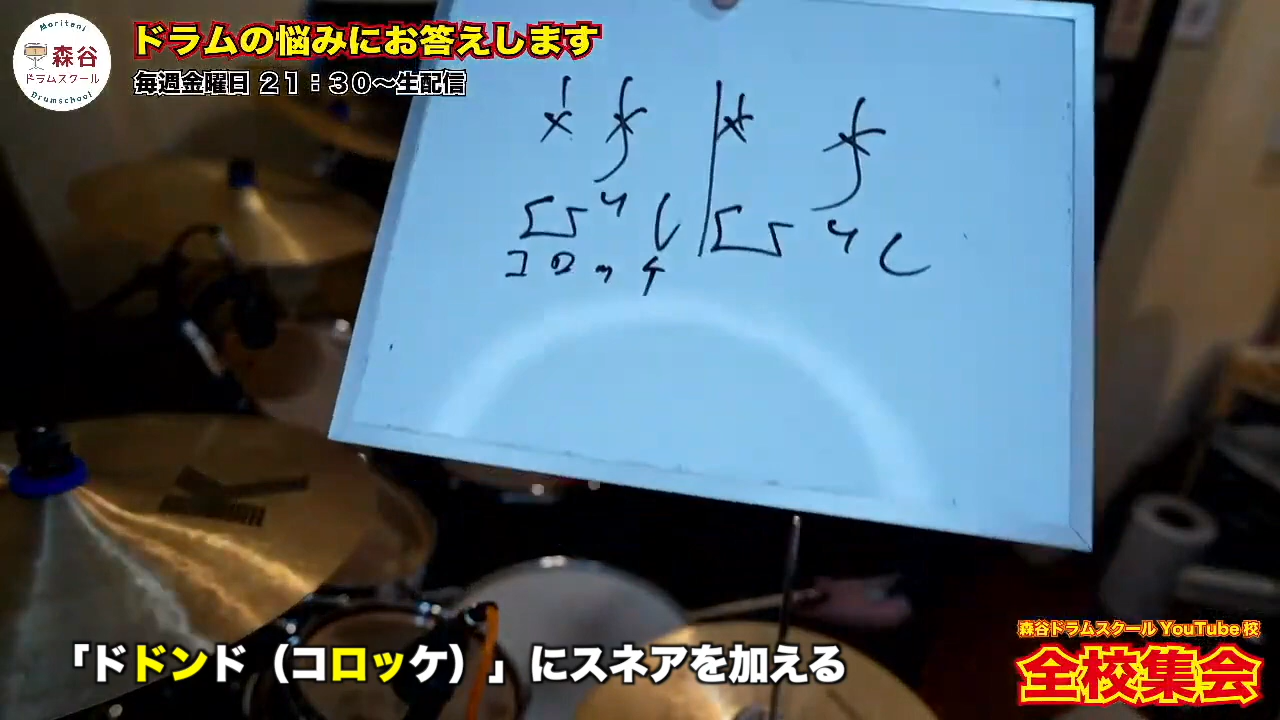 Moriteni
森谷
ドラムスクール
Drumschool
ドラムの悩みにお答えします
毎週金曜日 21:30〜生配信
コロッケ
「ドドンド（コロッケ）」にスネアを加える
森谷ドラムスクールYouTube校
全校集会